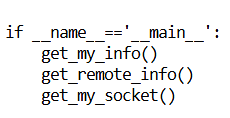 if __name__=='__main__':
    get_my_info()
    get_remote_info()
    get_my_socket()